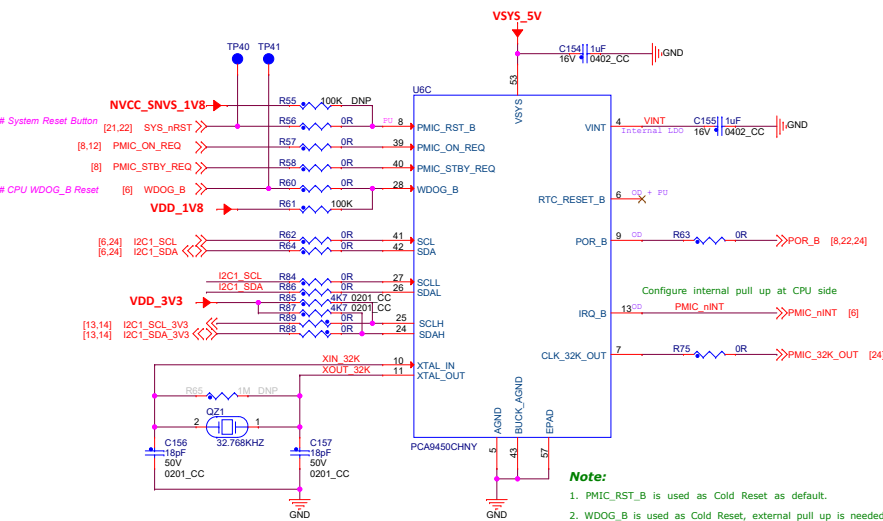 VSYS_5V
TP40 TP41
C154 1uF
16V 0402_CC
GND
53
U6C
VSYS
NVCC_SNVS_1V8 R55 100K DNP
# System Reset Button
[21,22] SYS_nRST R56 0R PU 8 PMIC_RST_B
[8,12] PMIC_ON_REQ R57 0R 39 PMIC_ON_REQ
[8] PMIC_STBY_REQ R58 0R 40 PMIC_STBY_REQ
# CPU WDOG_B Reset [6] WDOG_B R60 0R 28 WDOG_B
VDD_1V8 R61 100K
[6,24] I2C1_SCL R62 0R 41 SCL
[6,24] I2C1_SDA R64 0R 42 SDA
I2C1_SCL R84 0R 27 SCLL
I2C1_SDA R86 0R 26 SDAL
VDD_3V3 R85 4K7 0201_CC
R87 4K7 0201_CC
[13,14] I2C1_SCL_3V3 R89 0R 25 SCLH
[13,14] I2C1_SDA_3V3 R88 0R 24 SDAH
XIN_32K 10 XTAL_IN
XOUT_32K 11 XTAL_OUT
VINT 4 VINT C155 1uF
Internal LDO 16V 0402_CC
GND
RTC_RESET_B 6 OD + PU
POR_B 9 OD R63 0R POR_B [8,22,24]
Configure internal pull up at CPU side
IRQ_B 13 OD PMIC_nINT PMIC_nINT [6]
CLK_32K_OUT 7 R75 0R PMIC_32K_OUT [24]
R65 1M DNP
QZ1
2 1
32.768KHZ
C156
18pF
50V
0201_CC
C157
18pF
50V
0201_CC
GND
AGND BUCK_AGND EPAD
PCA9450CHNY
5 43 57
GND
Note:
1. PMIC_RST_B is used as Cold Reset as default.
2. WDOG_B is used as Cold Reset, external pull up is needed